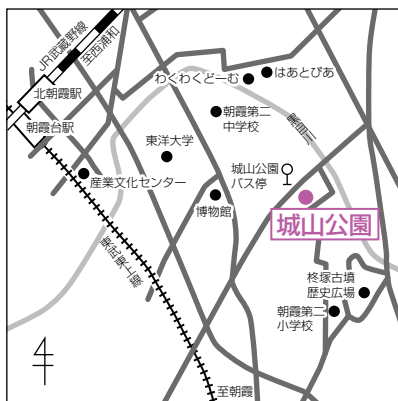 JR武蔵野線
至西浦和
北朝霞駅
朝霞台駅
わくわくどーむ
はあとぴあ
朝霞第二
中学校
黒目川
東洋大学
城山公園
バス停
産業文化センター
博物館
城山公園
東武東上線
柊塚古墳
歴史広場
朝霞第二
小学校
至朝霞